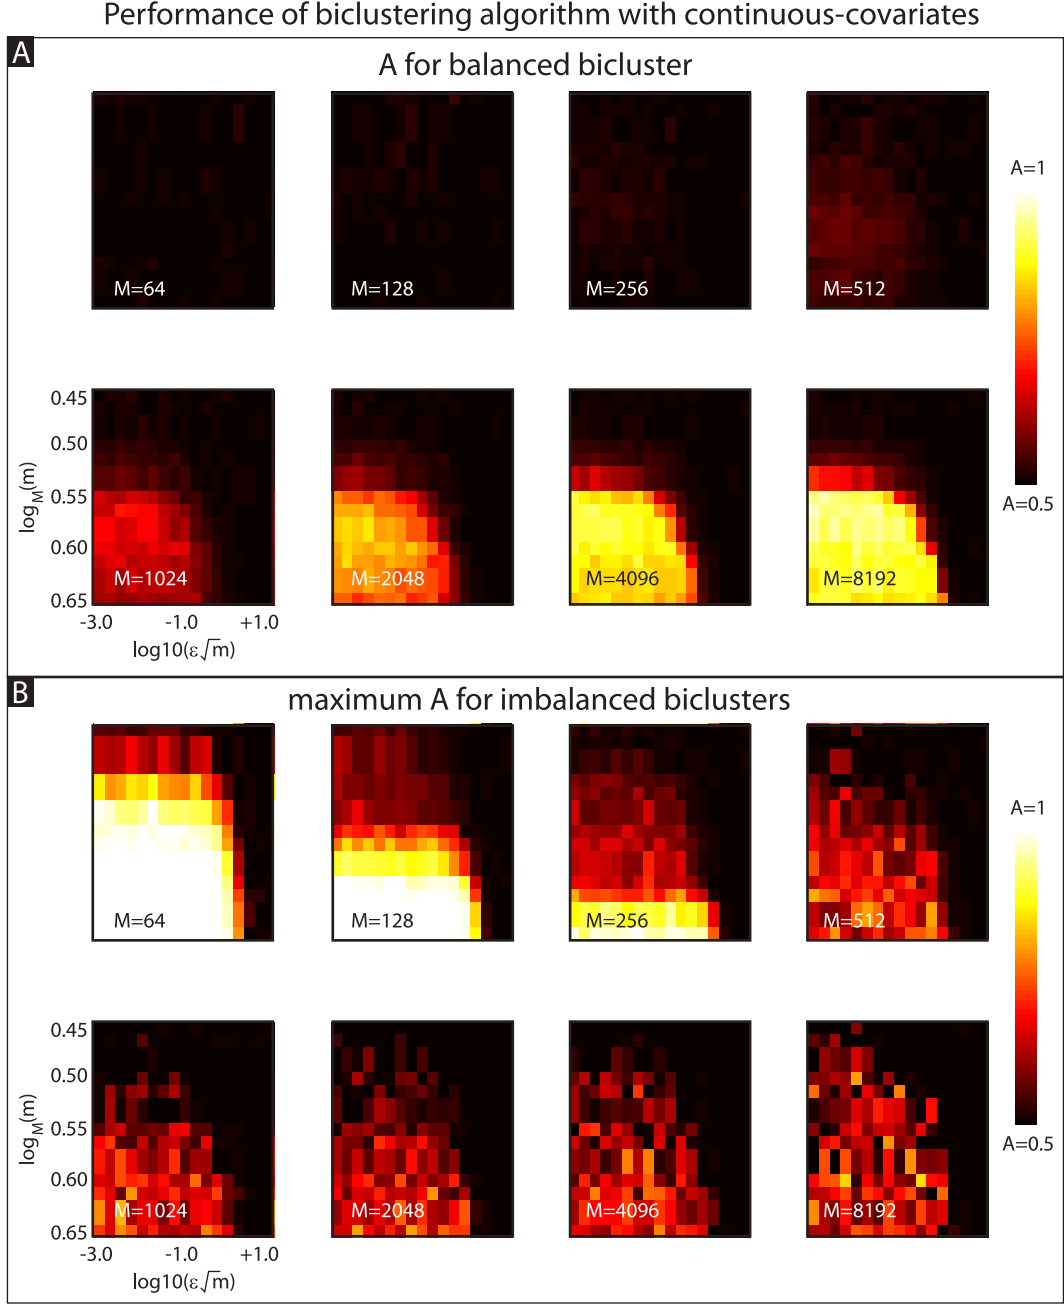 Performance of biclustering algorithm with continuous-covariates
A
A for balanced bicluster
M=64
M=128
M=256
M=512
A=1
A=0.5
0.45
0.50
0.55
0.60
0.65
log_M(m)
M=1024
M=2048
M=4096
M=8192
-3.0 -1.0 +1.0
log10(ε√m)
B
maximum A for imbalanced biclusters
M=64
M=128
M=256
M=512
A=1
A=0.5
0.45
0.50
0.55
0.60
0.65
log_M(m)
M=1024
M=2048
M=4096
M=8192
-3.0 -1.0 +1.0
log10(ε√m)